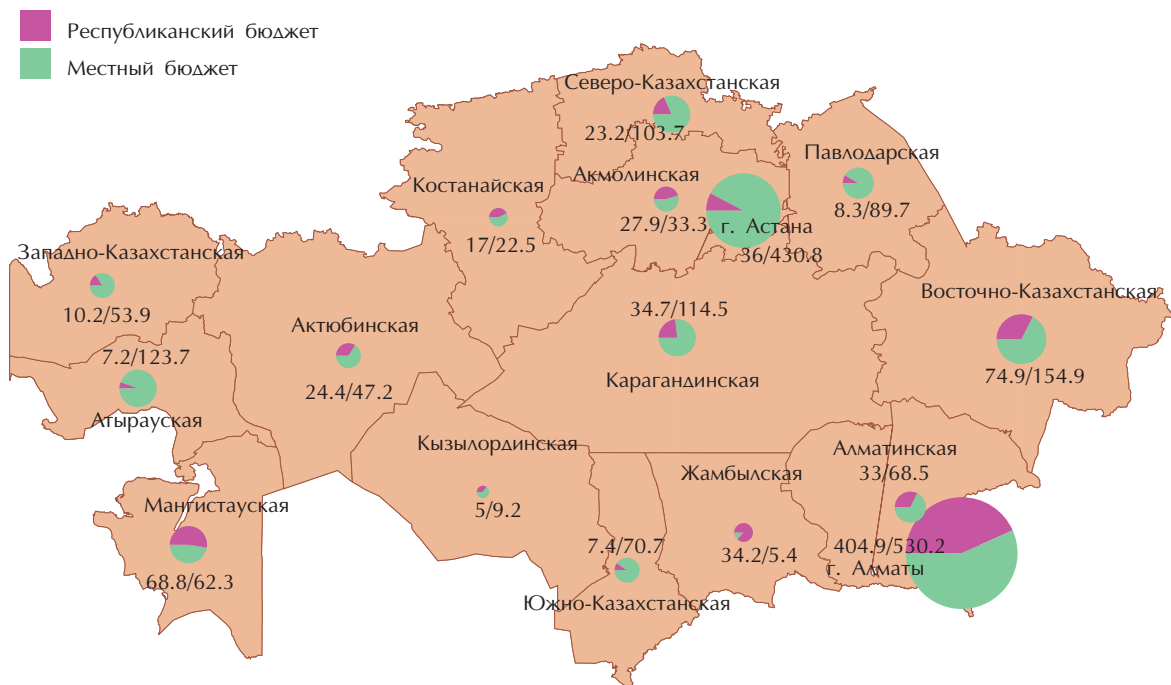 Республиканский бюджет
Местный бюджет
Северо-Казахстанская
23.2/103.7
Павлодарская
8.3/89.7
Акмолинская
27.9/33.3
Костанайская
17/22.5
г. Астана
36/430.8
Западно-Казахстанская
10.2/53.9
Восточно-Казахстанская
74.9/154.9
34.7/114.5
Карагандинская
Актюбинская
24.4/47.2
7.2/123.7
Атырауская
Кызылординская
5/9.2
Алматинская
33/68.5
Жамбылская
34.2/5.4
Мангистауская
68.8/62.3
7.4/70.7
Южно-Казахстанская
404.9/530.2
г. Алматы